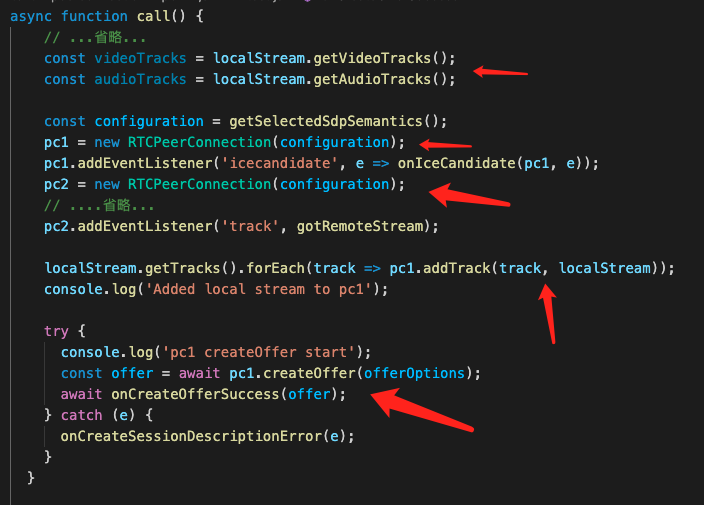 async function call() {
// ...省略...
const videoTracks = localStream.getVideoTracks();
const audioTracks = localStream.getAudioTracks();
const configuration = getSelectedSdpSemantics();
pc1 = new RTCPeerConnection(configuration);
pc1.addEventListener('icecandidate', e => onIceCandidate(pc1, e));
pc2 = new RTCPeerConnection(configuration);
// ....省略...
pc2.addEventListener('track', gotRemoteStream);
localStream.getTracks().forEach(track => pc1.addTrack(track, localStream));
console.log('Added local stream to pc1');
try {
console.log('pc1 createOffer start');
const offer = await pc1.createOffer(offerOptions);
await onCreateOfferSuccess(offer);
} catch (e) {
onCreateSessionDescriptionError(e);
}
}